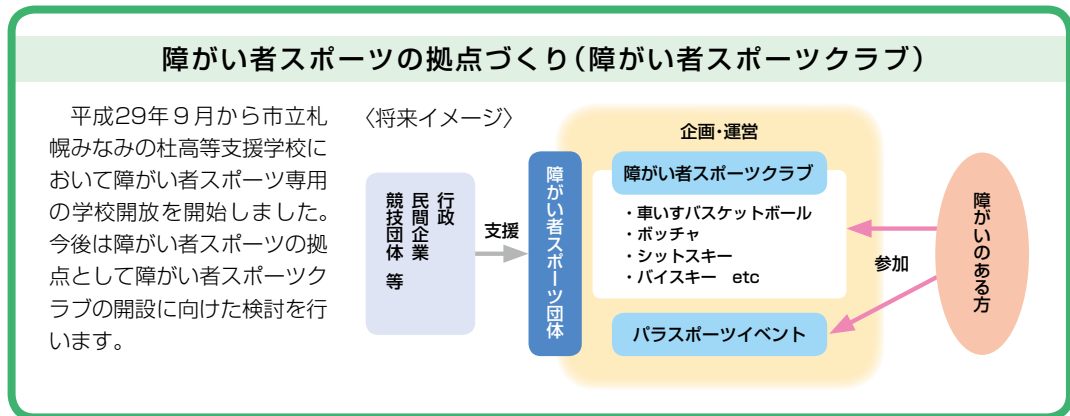 障がい者スポーツの拠点づくり(障がい者スポーツクラブ)
平成29年9月から市立札
幌みなみの杜高等支援学校に
おいて障がい者スポーツ専用
の学校開放を開始しました。
今後は障がい者スポーツの拠
点として障がい者スポーツク
ラブの開設に向けた検討を行
います。
〈将来イメージ〉
行政
民間企業
競技団体 等
支援
障がい者スポーツ団体
企画・運営
障がい者スポーツクラブ
・車いすバスケットボール
・ボッチャ
・シットスキー
・バイスキー etc
パラスポーツイベント
参加
障がいのある方